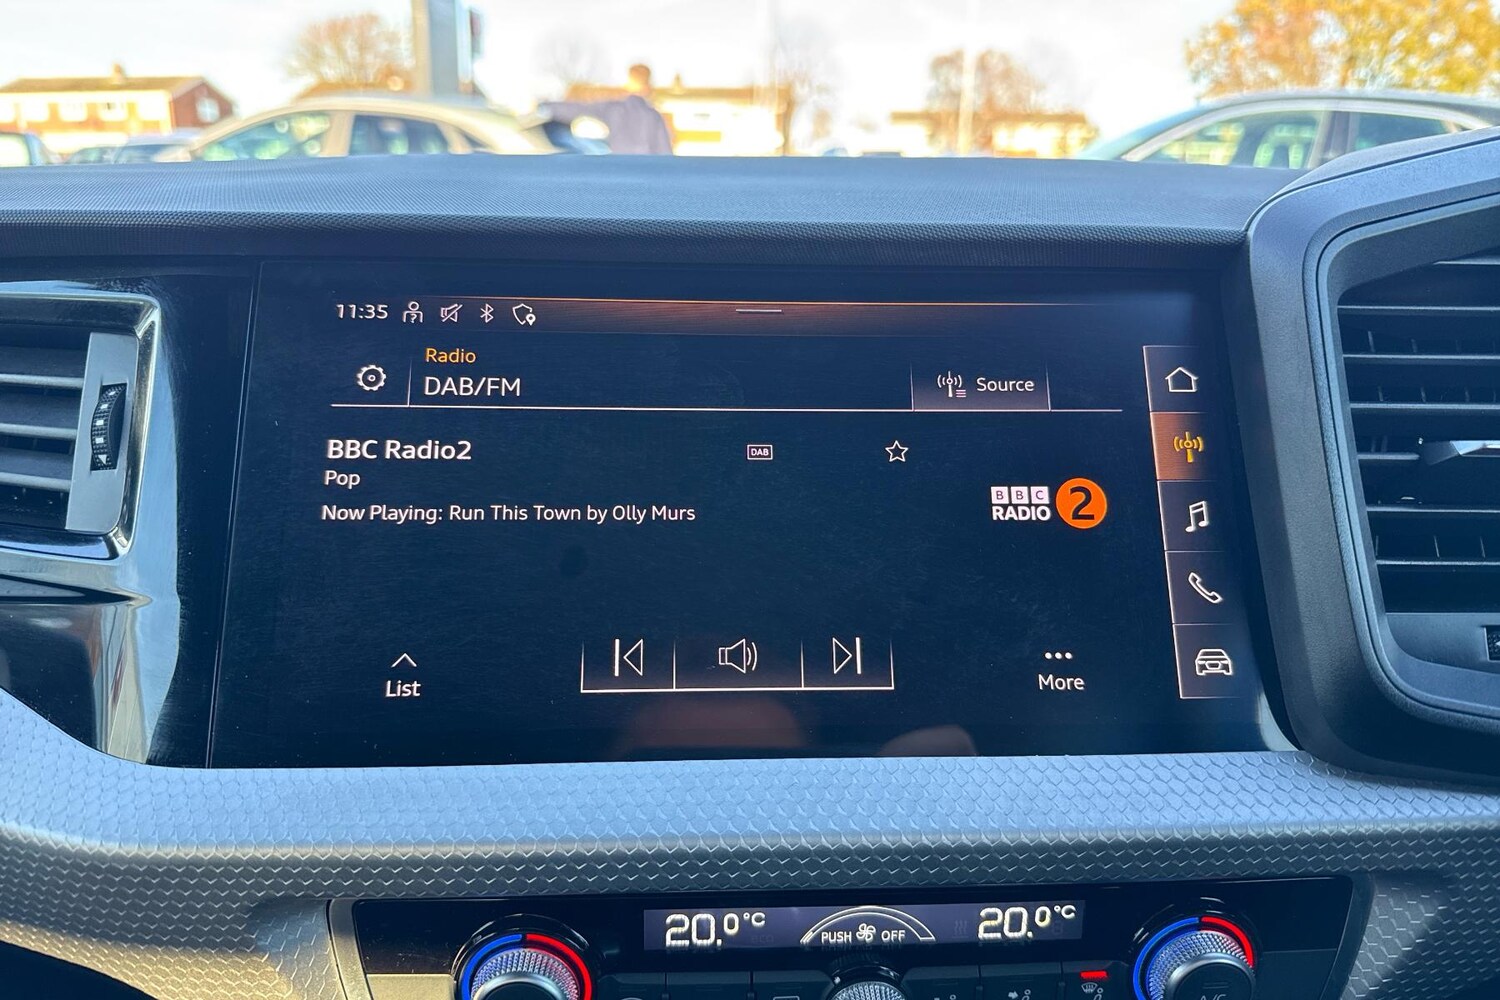 11:35
Radio
DAB/FM
Source
BBC Radio2
DAB
Pop
Now Playing: Run This Town by Olly Murs
BBC
RADIO 2
List
More
20.0°C
PUSH OFF
20.0°C
A/C